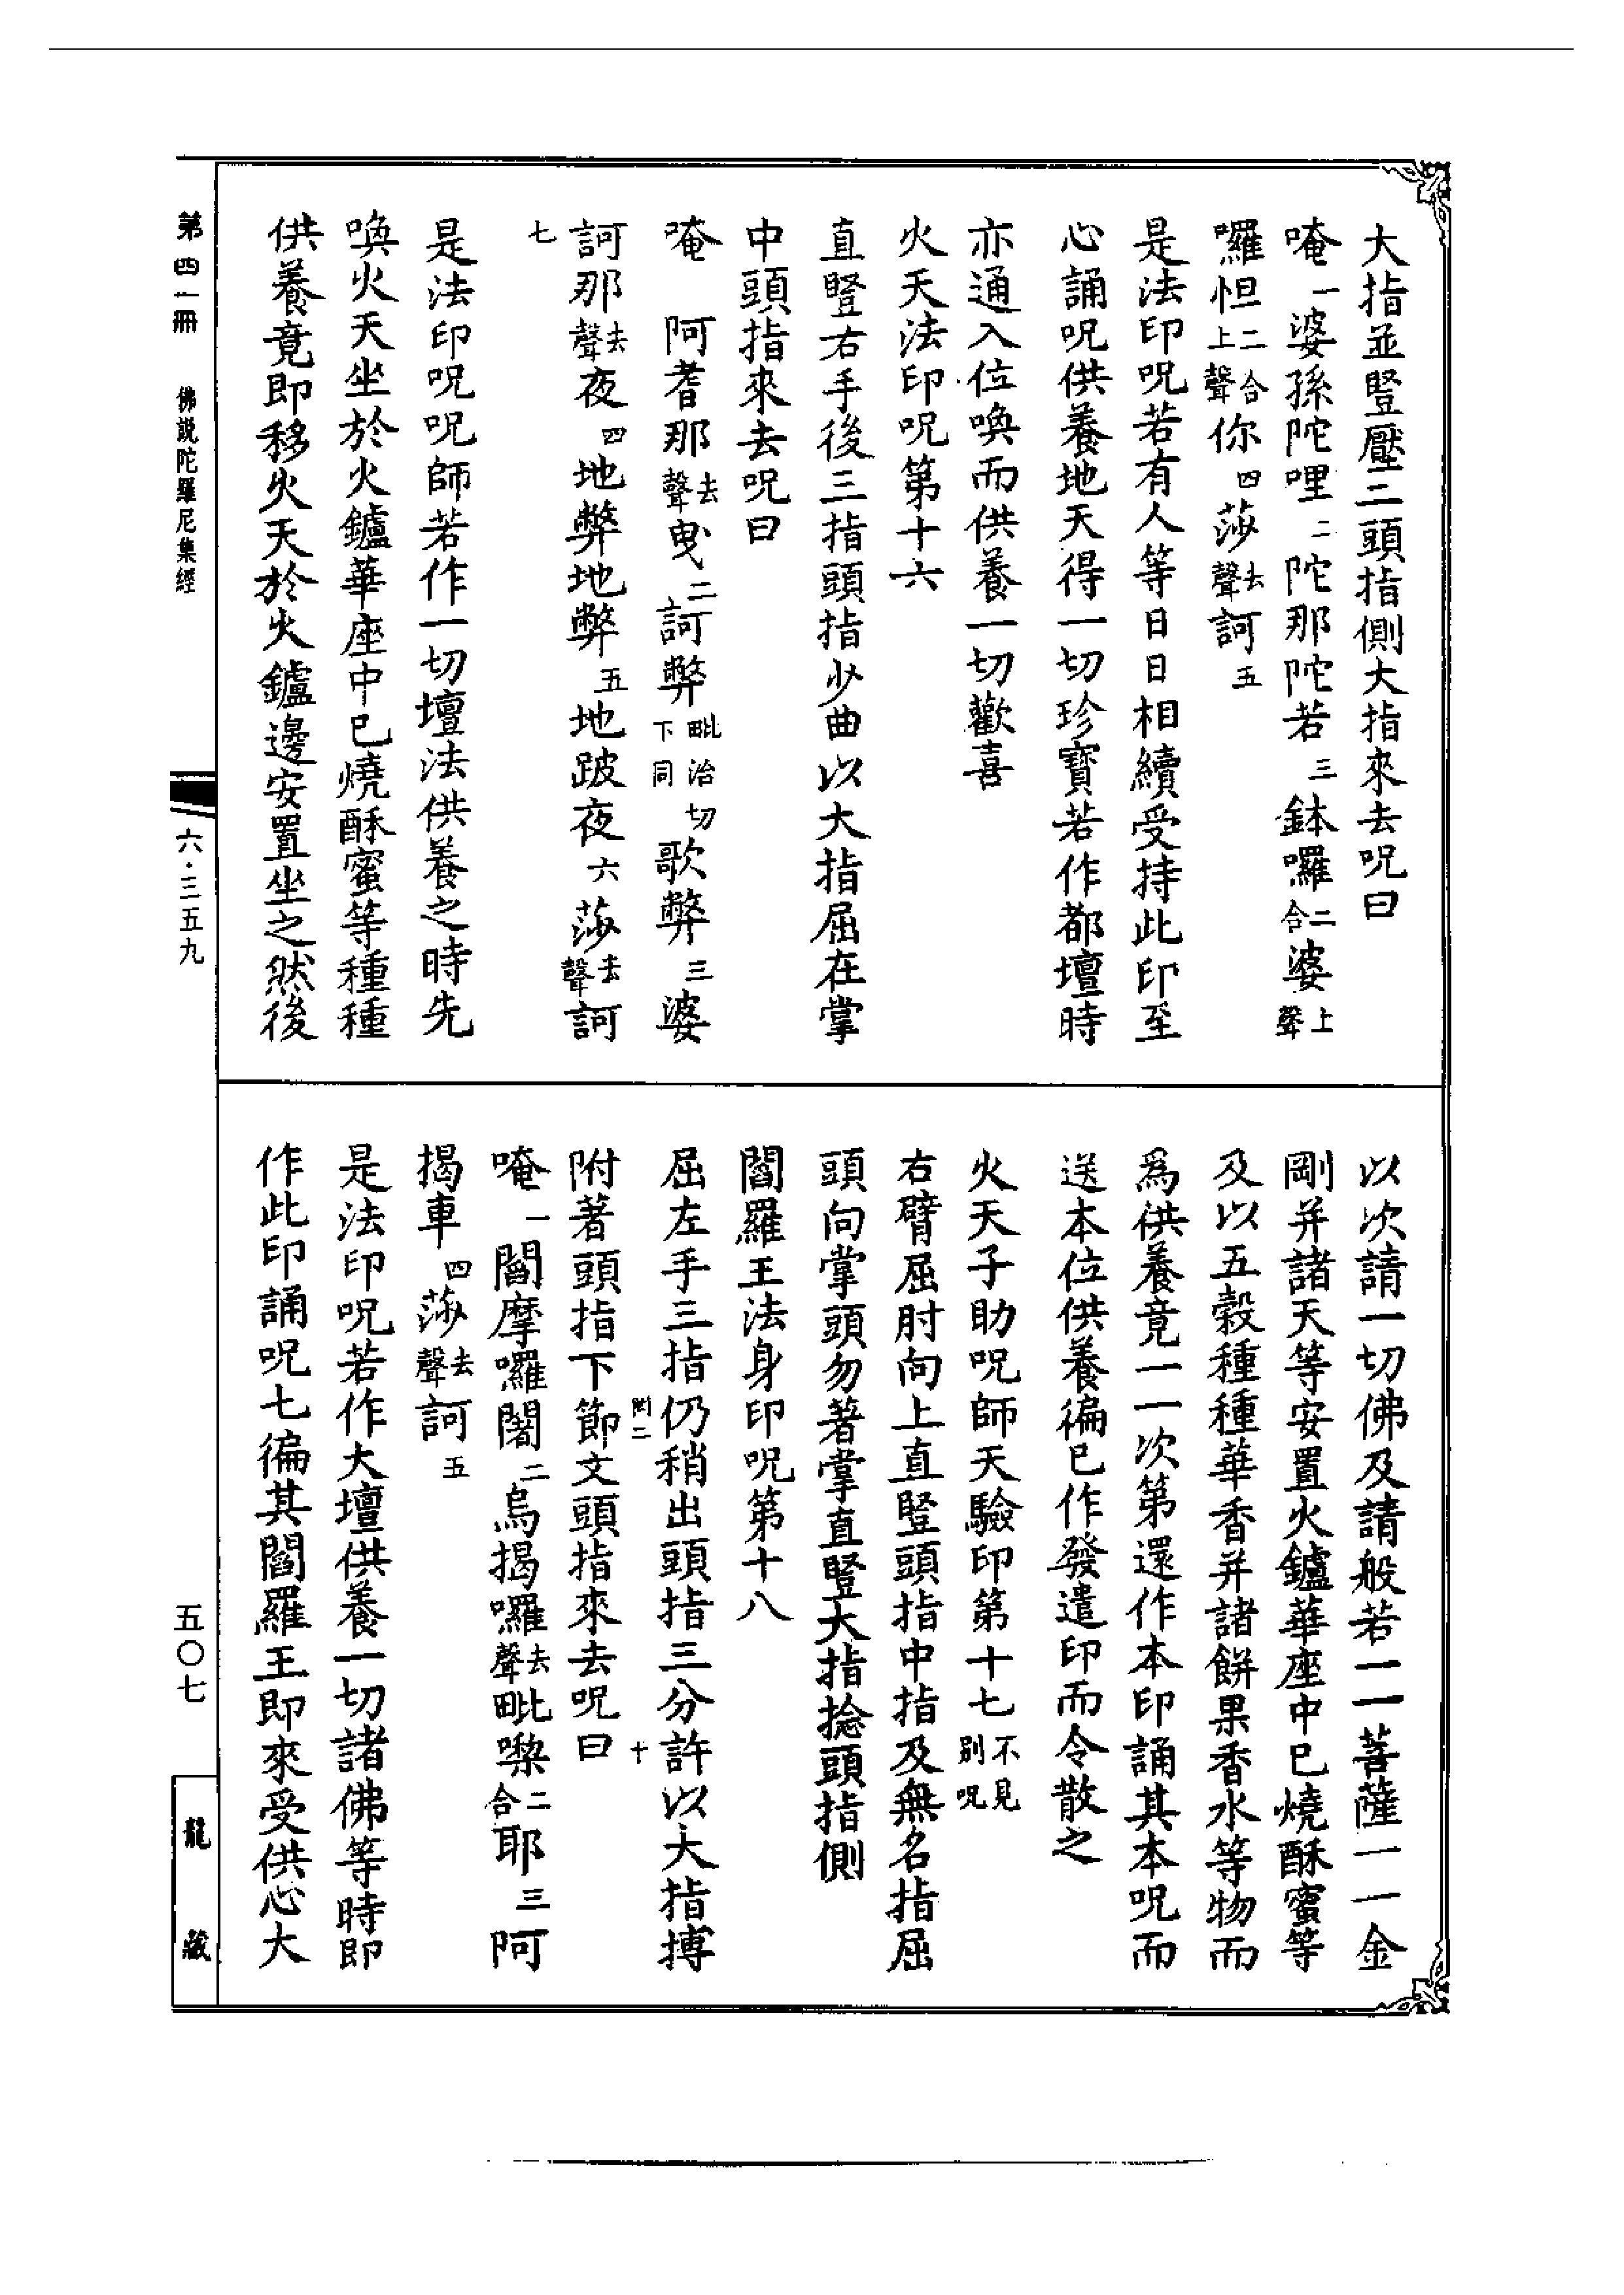 大指並豎壓二頭指側大指來去呪曰
唵一婆孫陀哩二陀那陀若三鉢囉二合婆上聲
囉怛二合上聲你四莎去聲訶五
是法印呪若有人等日日相續受持此印至
心誦呪供養地天得一切珍寶若作都壇時
亦通入位喚而供養一切歡喜
火天法印呪第十六
直豎右手後三指頭指少曲以大指屈在掌
中頭指來去呪曰
唵 阿耆那去聲曳二訶弊毗治切下同歌弊三婆
訶那去聲夜四地弊地弊五地跛夜六莎去聲訶
七
是法印呪呪師若作一切壇法供養之時先
喚火天坐於火鑪華座中已燒酥蜜等種種
供養竟即移火天於火鑪邊安置坐之然後
以次請一切佛及請般若一一菩薩一一金
剛并諸天等安置火鑪華座中已燒酥蜜等
及以五穀種種華香并諸餅果香水等物而
爲供養竟一一次第還作本印誦其本呪而
送本位供養徧已作發遣印而令散之
火天子助呪師天驗印第十七不見別呪
右臂屈肘向上直豎頭指中指及無名指屈
頭向掌頭勿著掌直豎大指捻頭指側
閻羅王法身印呪第十八
屈左手三指仍稍出頭指三分許以大指搏
附著頭指下節文頭指來去呪曰
唵一閻摩囉闍二烏揭囉去聲毗㗚二合耶三阿
揭車四莎去聲訶五
是法印呪若作大壇供養一切諸佛等時即
作此印誦呪七徧其閻羅王即來受供心大
第四一冊 佛說陀羅尼集經
六·三五九
五〇七
龍藏